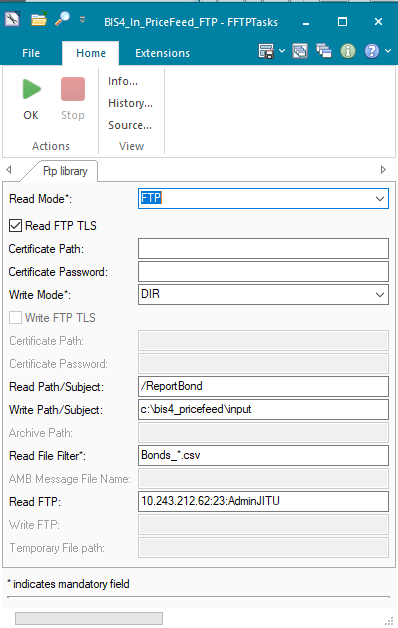 BIS4_In_PriceFeed_FTP - FFTPTasks
File Home Extensions
OK Stop
Info...
History...
Source...
Actions View
Ftp library
Read Mode*: FTP
Read FTP TLS
Certificate Path:
Certificate Password:
Write Mode*: DIR
Write FTP TLS
Certificate Path:
Certificate Password:
Read Path/Subject: /ReportBond
Write Path/Subject: c:\bis4_pricefeed\input
Archive Path:
Read File Filter*: Bonds_*.csv
AMB Message File Name:
Read FTP: 10.243.212.62:23:AdminJITU
Write FTP:
Temporary File path:
* indicates mandatory field